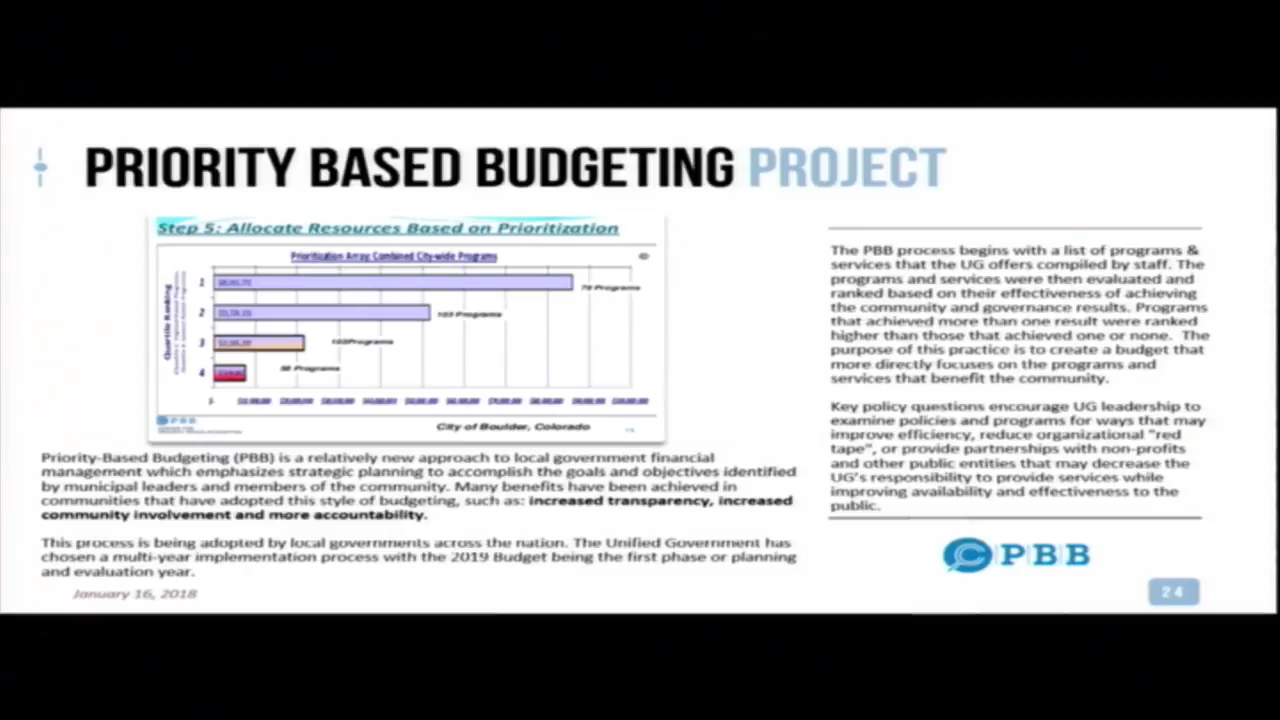 PRIORITY BASED BUDGETING PROJECT
Step 5: Allocate Resources Based on Prioritization
Prioritization Array: Combined City-wide Programs
Quartile Ranking
1
79 Programs
2
103 Programs
3
4
PBB
City of Boulder, Colorado
Priority-Based Budgeting (PBB) is a relatively new approach to local government financial
management which emphasizes strategic planning to accomplish the goals and objectives identified
by municipal leaders and members of the community. Many benefits have been achieved in
communities that have adopted this style of budgeting, such as: increased transparency, increased
community involvement and more accountability.
This process is being adopted by local governments across the nation. The Unified Government has
chosen a multi-year implementation process with the 2019 Budget being the first phase or planning
and evaluation year.
January 16, 2018
The PBB process begins with a list of programs &
services that the UG offers compiled by staff. The
programs and services were then evaluated and
ranked based on their effectiveness of achieving
the community and governance results. Programs
that achieved more than one result were ranked
higher than those that achieved one or none. The
purpose of this practice is to create a budget that
more directly focuses on the programs and
services that benefit the community.
Key policy questions encourage UG leadership to
examine policies and programs for ways that may
improve efficiency, reduce organizational "red
tape", or provide partnerships with non-profits
and other public entities that may decrease the
UG's responsibility to provide services while
improving availability and effectiveness to the
public.
PBB
24